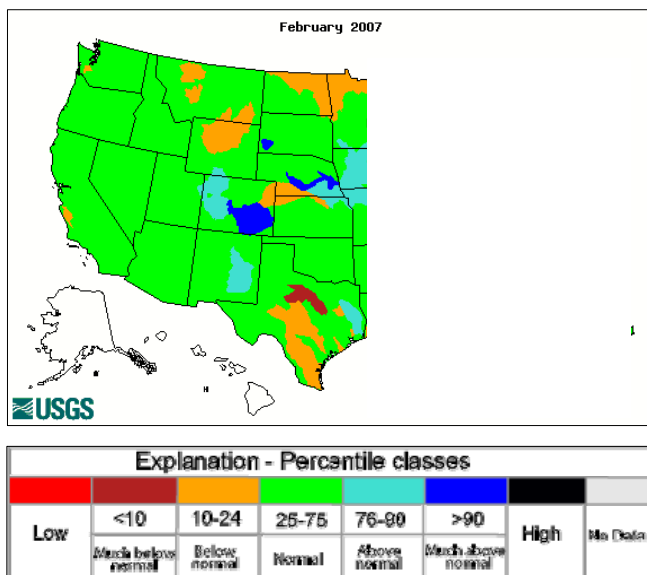 February 2007
USGS
Explanation - Percentile classes
Low
<10
10-24
25-75
76-90
>90
High
No Data
Much below
normal
Below
normal
Normal
Above
normal
Much above
normal